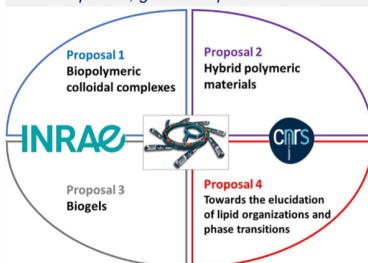 Proposal 1
Biopolymeric
colloidal complexes
Proposal 2
Hybrid polymeric
materials
INRAE
cnrs
Proposal 3
Biogels
Proposal 4
Towards the elucidation
of lipid organizations and
phase transitions